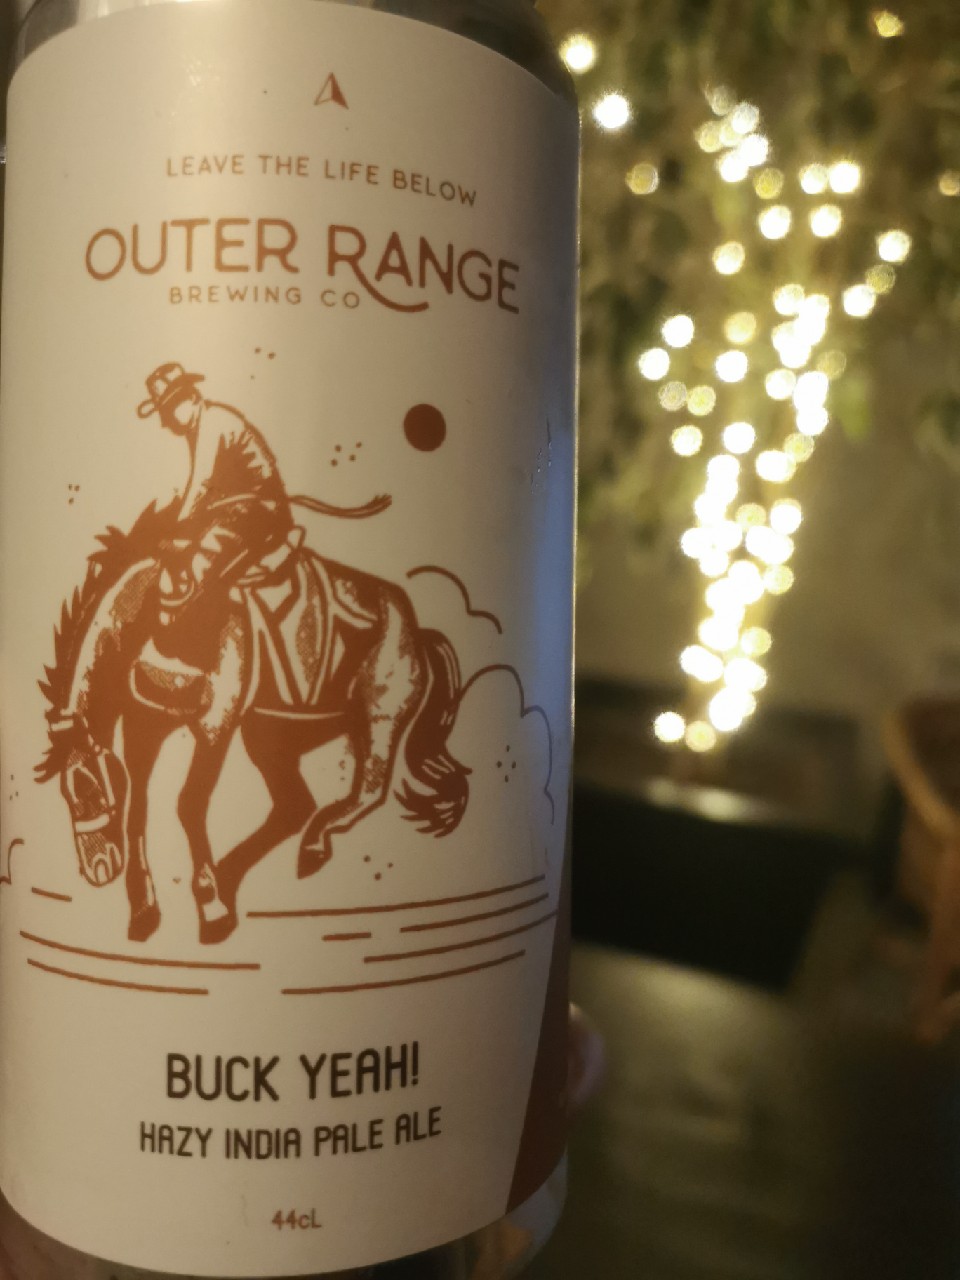 LEAVE THE LIFE BELOW
OUTER RANGE
BREWING CO
BUCK YEAH!
HAZY INDIA PALE ALE
44cL